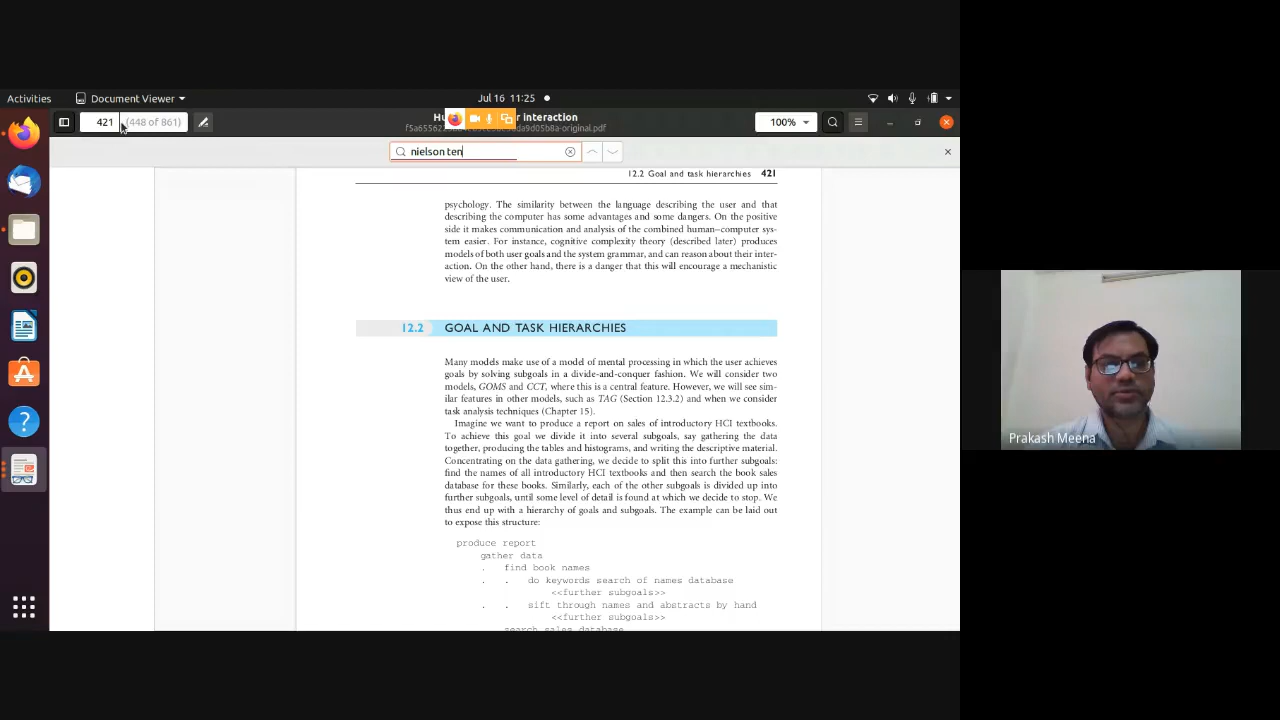 Activities
Document Viewer
Jul 16 11:25
421
(448 of 861)
r interaction
-original.pdf
100%
nielson ten
12.2 Goal and task hierarchies 421
psychology. The similarity between the language describing the user and that
describing the computer has some advantages and some dangers. On the positive
side it makes communication and analysis of the combined human–computer sys-
tem easier. For instance, cognitive complexity theory (described later) produces
models of both user goals and the system grammar, and can reason about their inter-
action. On the other hand, there is a danger that this will encourage a mechanistic
view of the user.
12.2 GOAL AND TASK HIERARCHIES
Many models make use of a model of mental processing in which the user achieves
goals by solving subgoals in a divide-and-conquer fashion. We will consider two
models, GOMS and CCT, where this is a central feature. However, we will see sim-
ilar features in other models, such as TAG (Section 12.3.2) and when we consider
task analysis techniques (Chapter 15).
Imagine we want to produce a report on sales of introductory HCI textbooks.
To achieve this goal we divide it into several subgoals, say gathering the data
together, producing the tables and histograms, and writing the descriptive material.
Concentrating on the data gathering, we decide to split this into further subgoals:
find the names of all introductory HCI textbooks and then search the book sales
database for these books. Similarly, each of the other subgoals is divided up into
further subgoals, until some level of detail is found at which we decide to stop. We
thus end up with a hierarchy of goals and subgoals. The example can be laid out
to expose this structure:
produce report
gather data
. find book names
. . do keywords search of names database
<<further subgoals>>
. . sift through names and abstracts by hand
<<further subgoals>>
search sales database
Prakash Meena